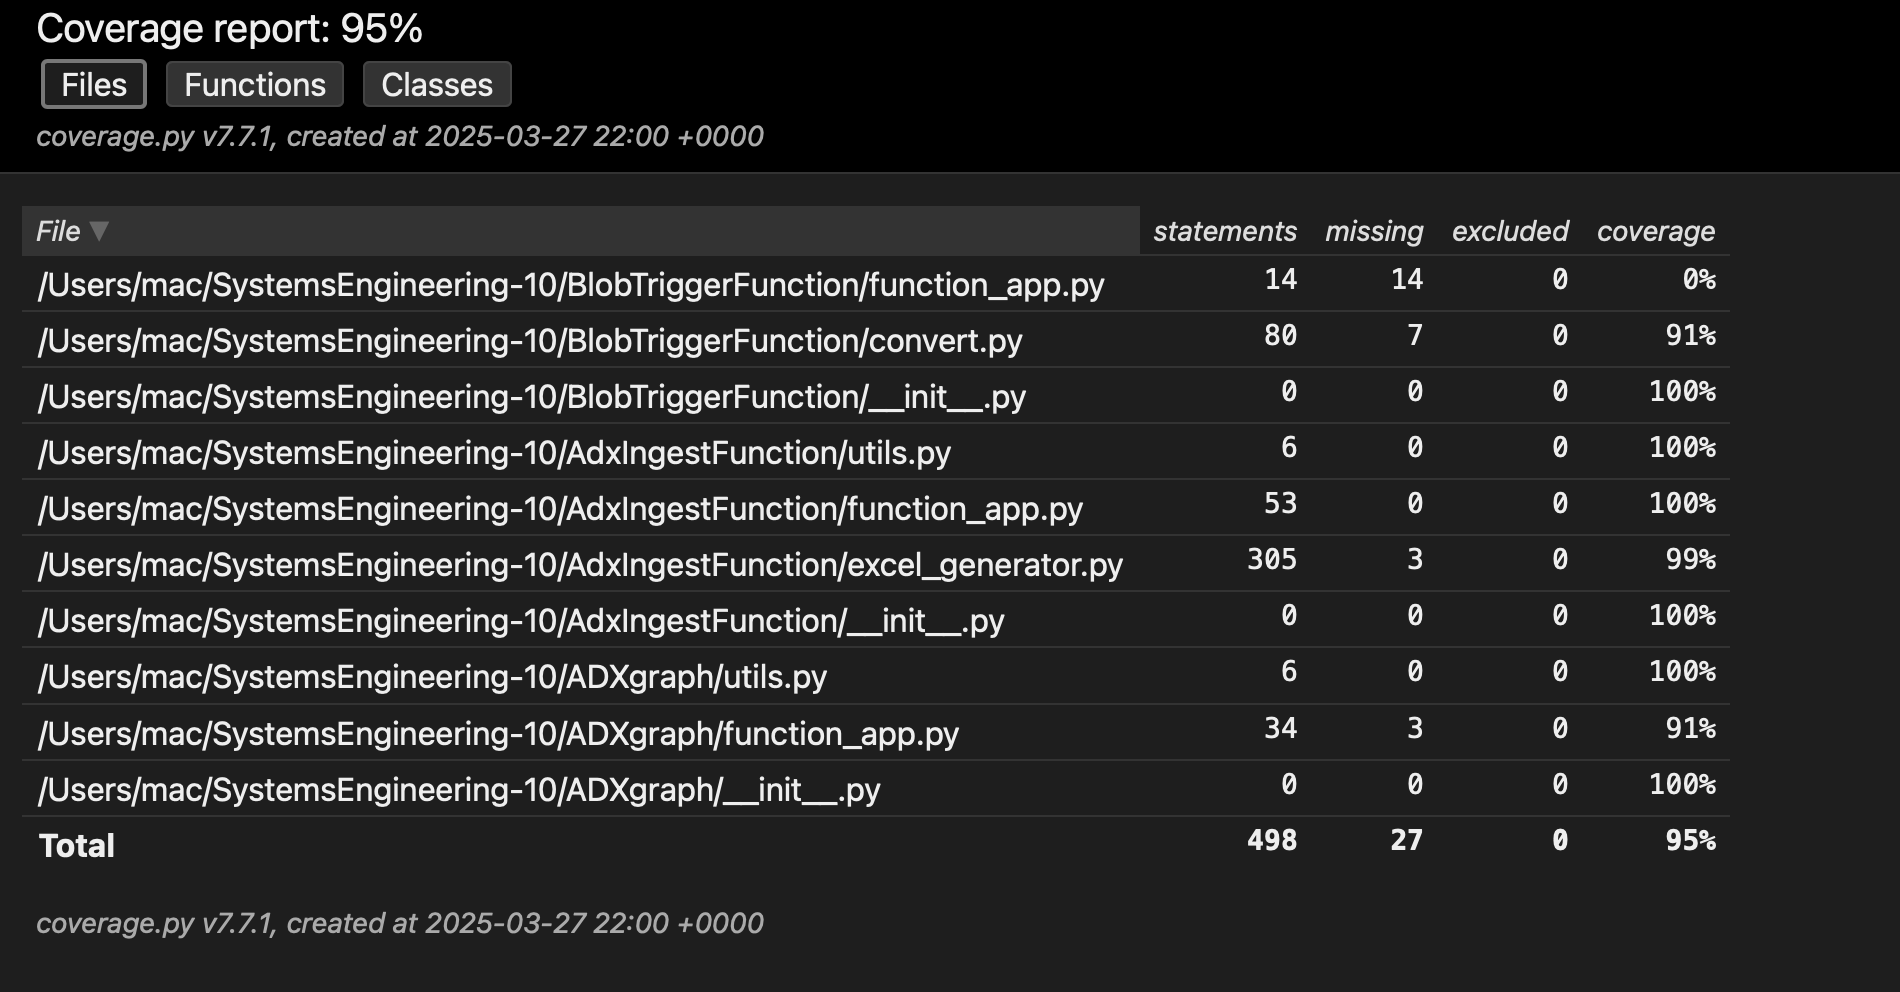 Coverage report: 95%
Files Functions Classes
coverage.py v7.7.1, created at 2025-03-27 22:00 +0000
File ▼ statements missing excluded coverage
/Users/mac/SystemsEngineering-10/BlobTriggerFunction/function_app.py 14 14 0 0%
/Users/mac/SystemsEngineering-10/BlobTriggerFunction/convert.py 80 7 0 91%
/Users/mac/SystemsEngineering-10/BlobTriggerFunction/__init__.py 0 0 0 100%
/Users/mac/SystemsEngineering-10/AdxIngestFunction/utils.py 6 0 0 100%
/Users/mac/SystemsEngineering-10/AdxIngestFunction/function_app.py 53 0 0 100%
/Users/mac/SystemsEngineering-10/AdxIngestFunction/excel_generator.py 305 3 0 99%
/Users/mac/SystemsEngineering-10/AdxIngestFunction/__init__.py 0 0 0 100%
/Users/mac/SystemsEngineering-10/ADXgraph/utils.py 6 0 0 100%
/Users/mac/SystemsEngineering-10/ADXgraph/function_app.py 34 3 0 91%
/Users/mac/SystemsEngineering-10/ADXgraph/__init__.py 0 0 0 100%
Total 498 27 0 95%
coverage.py v7.7.1, created at 2025-03-27 22:00 +0000